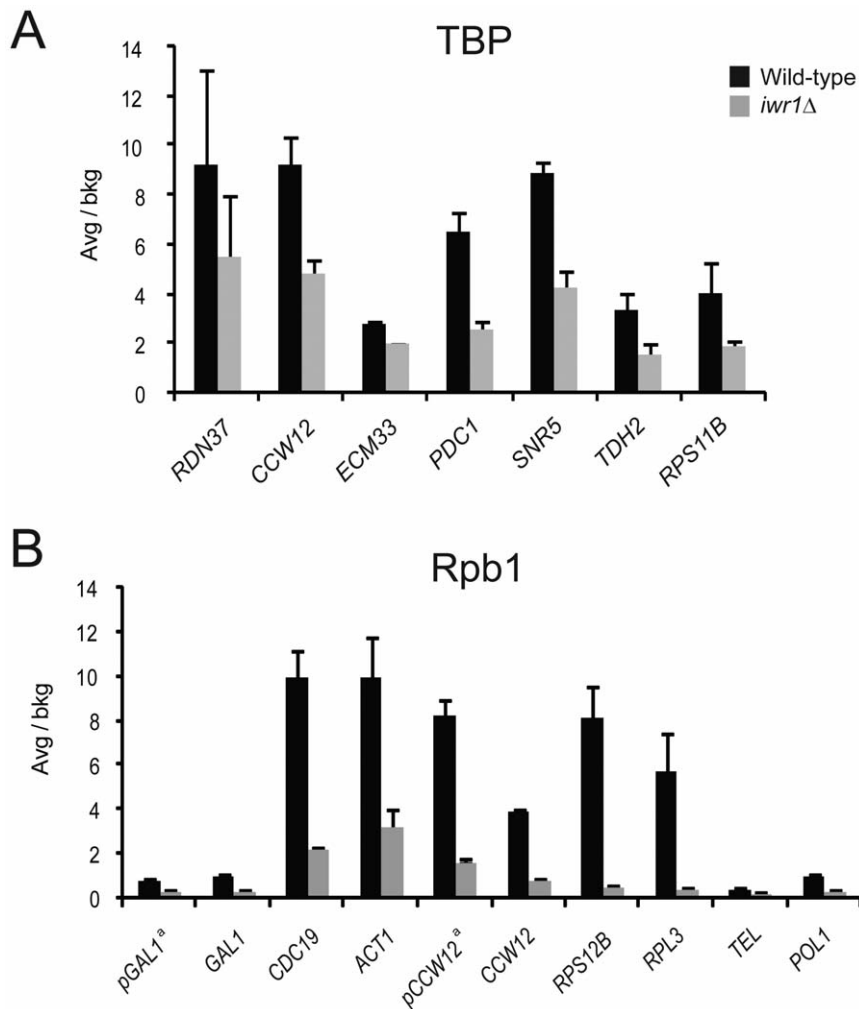 A
TBP
Wild-type
iwr1Δ
Avg / bkg
14
12
10
8
6
4
2
0
RDN37
CCW12
ECM33
PDC1
SNR5
TDH2
RPS11B
B
Rpb1
Avg / bkg
14
12
10
8
6
4
2
0
pGAL1ᵃ
GAL1
CDC19
ACT1
pCCW12ᵃ
CCW12
RPS12B
RPL3
TEL
POL1